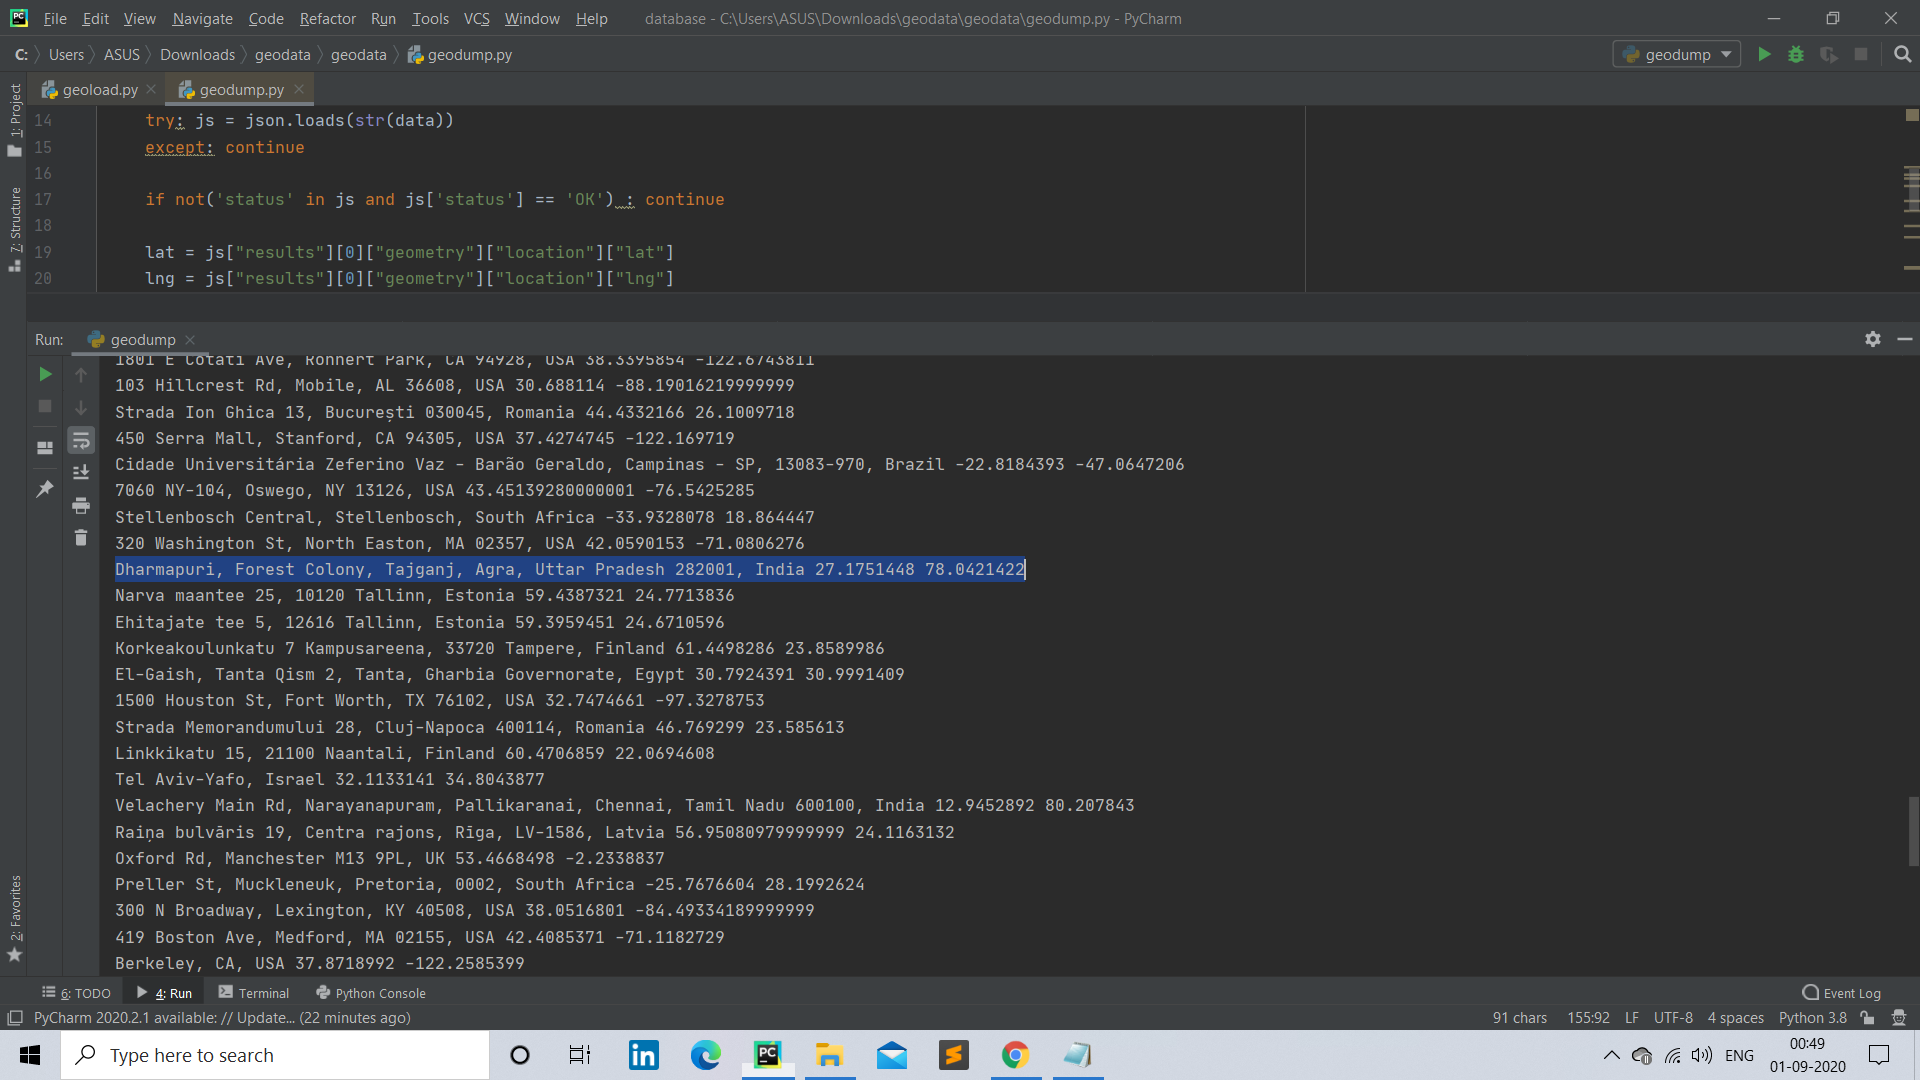 File Edit View Navigate Code Refactor Run Tools VCS Window Help database - C:\Users\ASUS\Downloads\geodata\geodata\geodump.py - PyCharm
C: Users ASUS Downloads geodata geodata geodump.py geodump
geoload.py geodump.py
1: Project
7: Structure
2: Favorites
14 try: js = json.loads(str(data))
15 except: continue
16
17 if not('status' in js and js['status'] == 'OK') : continue
18
19 lat = js["results"][0]["geometry"]["location"]["lat"]
20 lng = js["results"][0]["geometry"]["location"]["lng"]
Run: geodump
1801 E Cotati Ave, Rohnert Park, CA 94928, USA 38.3395854 -122.6743811
103 Hillcrest Rd, Mobile, AL 36608, USA 30.688114 -88.19016219999999
Strada Ion Ghica 13, București 030045, Romania 44.4332166 26.1009718
450 Serra Mall, Stanford, CA 94305, USA 37.4274745 -122.169719
Cidade Universitária Zeferino Vaz - Barão Geraldo, Campinas - SP, 13083-970, Brazil -22.8184393 -47.0647206
7060 NY-104, Oswego, NY 13126, USA 43.45139280000001 -76.5425285
Stellenbosch Central, Stellenbosch, South Africa -33.9328078 18.864447
320 Washington St, North Easton, MA 02357, USA 42.0590153 -71.0806276
Dharmapuri, Forest Colony, Tajganj, Agra, Uttar Pradesh 282001, India 27.1751448 78.0421422
Narva maantee 25, 10120 Tallinn, Estonia 59.4387321 24.7713836
Ehitajate tee 5, 12616 Tallinn, Estonia 59.3959451 24.6710596
Korkeakoulunkatu 7 Kampusareena, 33720 Tampere, Finland 61.4498286 23.8589986
El-Gaish, Tanta Qism 2, Tanta, Gharbia Governorate, Egypt 30.7924391 30.9991409
1500 Houston St, Fort Worth, TX 76102, USA 32.7474661 -97.3278753
Strada Memorandumului 28, Cluj-Napoca 400114, Romania 46.769299 23.585613
Linkkikatu 15, 21100 Naantali, Finland 60.4706859 22.0694608
Tel Aviv-Yafo, Israel 32.1133141 34.8043877
Velachery Main Rd, Narayanapuram, Pallikaranai, Chennai, Tamil Nadu 600100, India 12.9452892 80.207843
Raiņa bulvāris 19, Centra rajons, Rīga, LV-1586, Latvia 56.95080979999999 24.1163132
Oxford Rd, Manchester M13 9PL, UK 53.4668498 -2.2338837
Preller St, Muckleneuk, Pretoria, 0002, South Africa -25.7676604 28.1992624
300 N Broadway, Lexington, KY 40508, USA 38.0516801 -84.49334189999999
419 Boston Ave, Medford, MA 02155, USA 42.4085371 -71.1182729
Berkeley, CA, USA 37.8718992 -122.2585399
6: TODO 4: Run Terminal Python Console Event Log
PyCharm 2020.2.1 available: // Update... (22 minutes ago) 91 chars 155:92 LF UTF-8 4 spaces Python 3.8
Type here to search ENG 00:49
01-09-2020